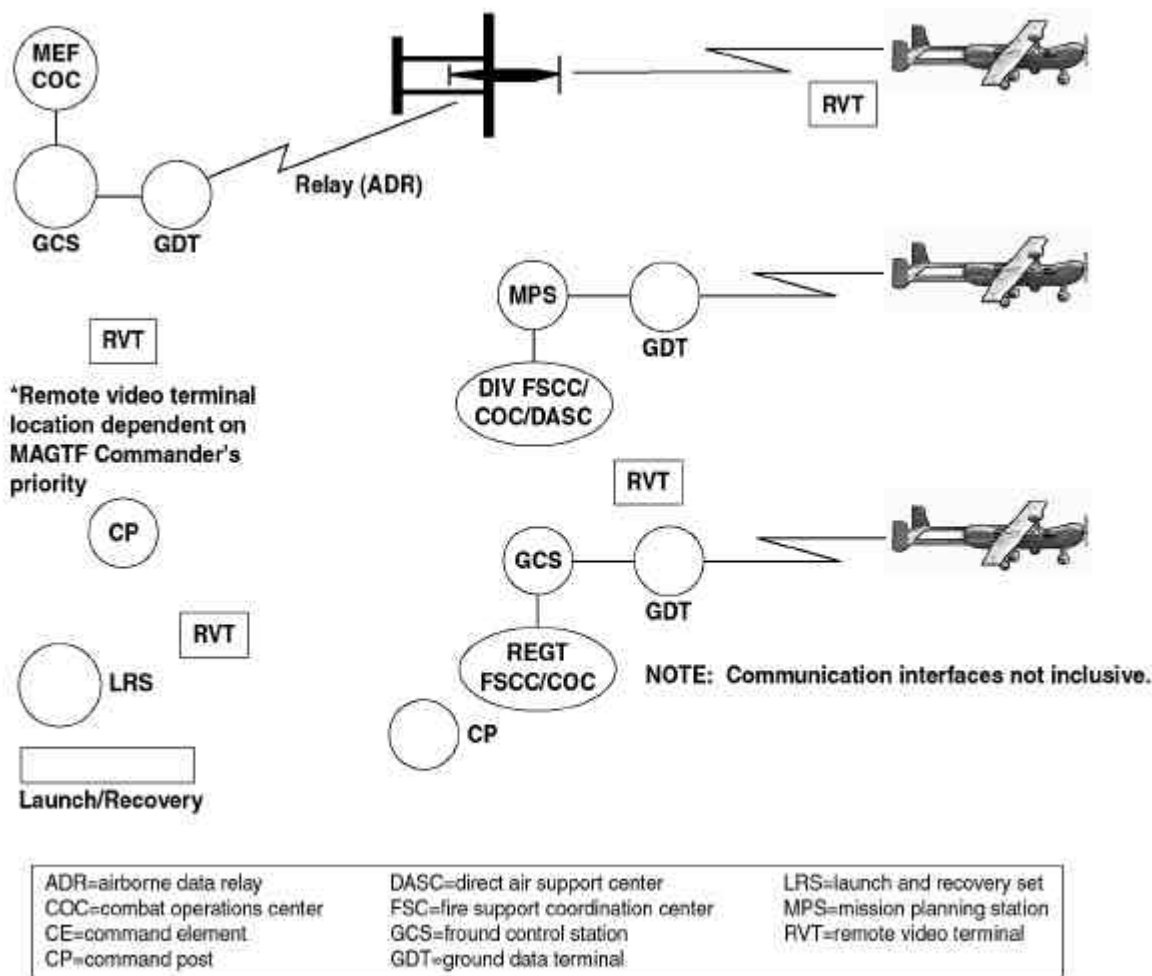 MEF
COC
RVT
Relay (ADR)
GCS
GDT
MPS
GDT
RVT
DIV FSCC/
COC/DASC
*Remote video terminal
location dependent on
MAGTF Commander's
priority
RVT
CP
GCS
GDT
RVT
REGT
FSCC/COC
LRS
NOTE: Communication interfaces not inclusive.
CP
Launch/Recovery
ADR=airborne data relay
COC=combat operations center
CE=command element
CP=command post
DASC=direct air support center
FSC=fire support coordination center
GCS=fround control station
GDT=ground data terminal
LRS=launch and recovery set
MPS=mission planning station
RVT=remote video terminal